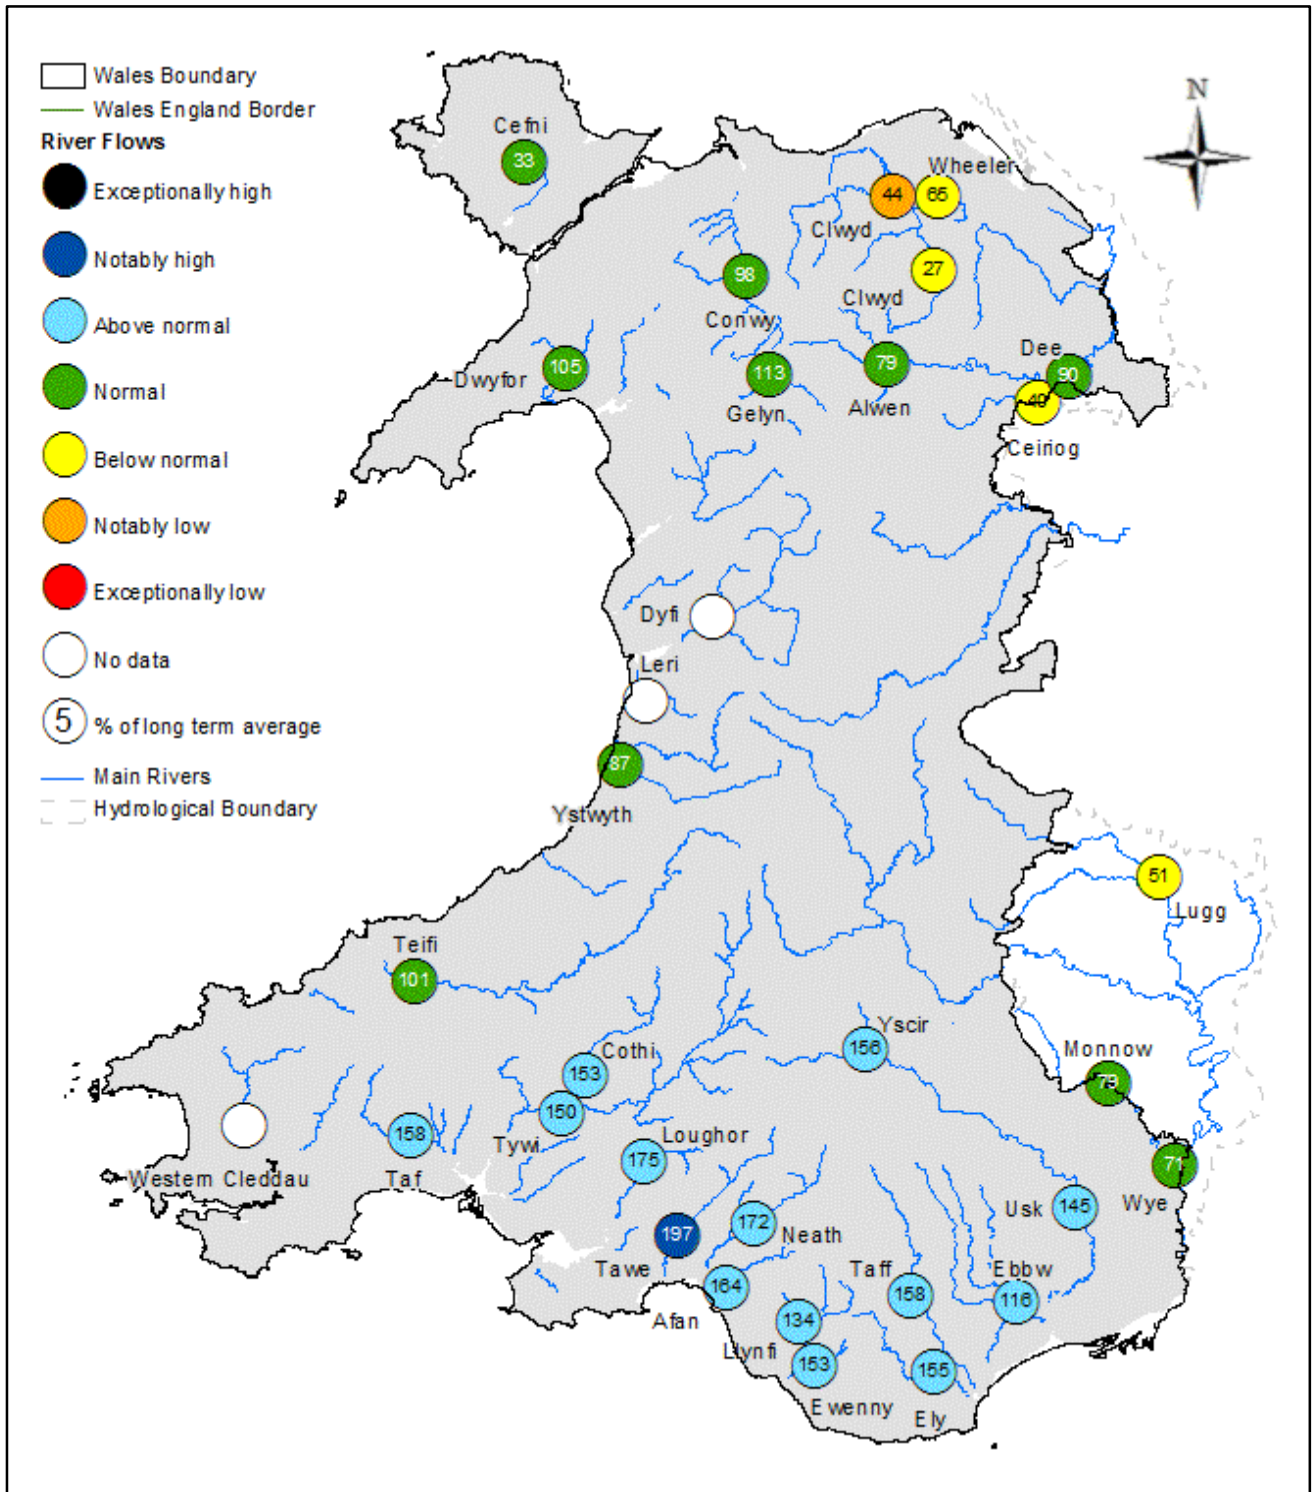 Wales Boundary
Wales England Border
River Flows
Exceptionally high
Notably high
Above normal
Normal
Below normal
Notably low
Exceptionally low
No data
5 % of long term average
Main Rivers
Hydrological Boundary
N
Cefni
33
Wheeler
44 65
Clwyd
27
98
Clwyd
Conwy
Dee
105
113
79
90
Dwyfor
Gelyn
Alwen
49
Ceiriog
Dyfi
Leri
87
Ystwyth
51
Lugg
Teifi
101
Yscir
156
Cothi
153
Monnow
73
150
Tywi
158
Taf
Loughor
175
Western Cleddau
71
Wye
Usk
145
172
Neath
197
Tawe
Taff
Ebbw
164
158
116
Afan
134
Llynfi
153
155
Ewenny
Ely